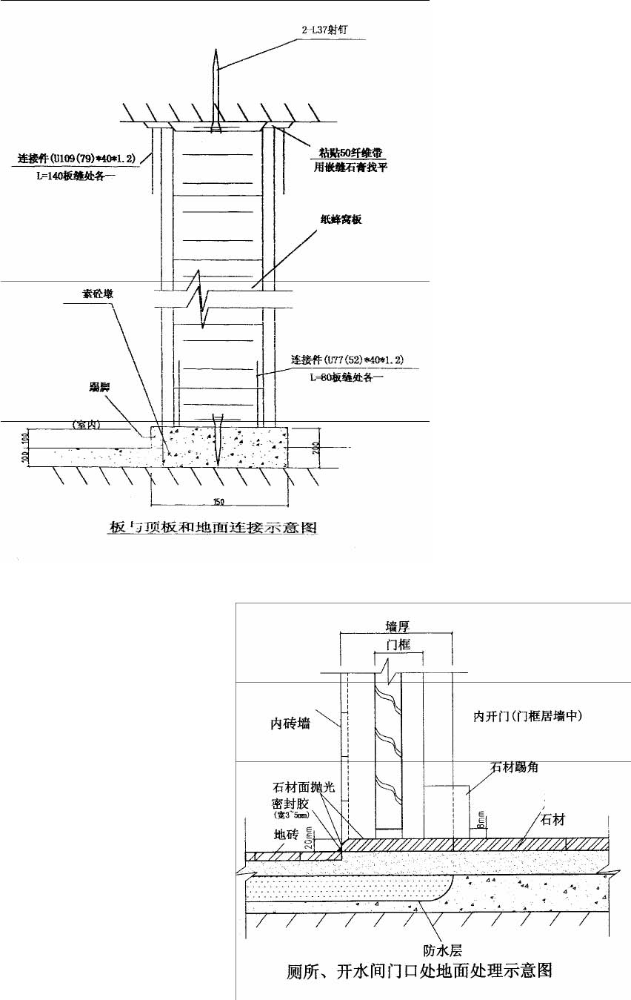 2-L37射钉
连接件(U109(79)*40*1.2)
L=140板缝处各一
粘贴50纤维带
用嵌缝石膏找平
纸蜂窝板
素砼墩
连接件(U77(52)*40*1.2)
L=80板缝处各一
踢脚
(室内)
100
100
200
150
板与顶板和地面连接示意图
墙厚
门框
内砖墙
内开门(门框居墙中)
石材踢角
石材面抛光
密封胶
(宽3~5mm)
地砖
20mm
8mm
石材
防水层
厕所、开水间门口处地面处理示意图